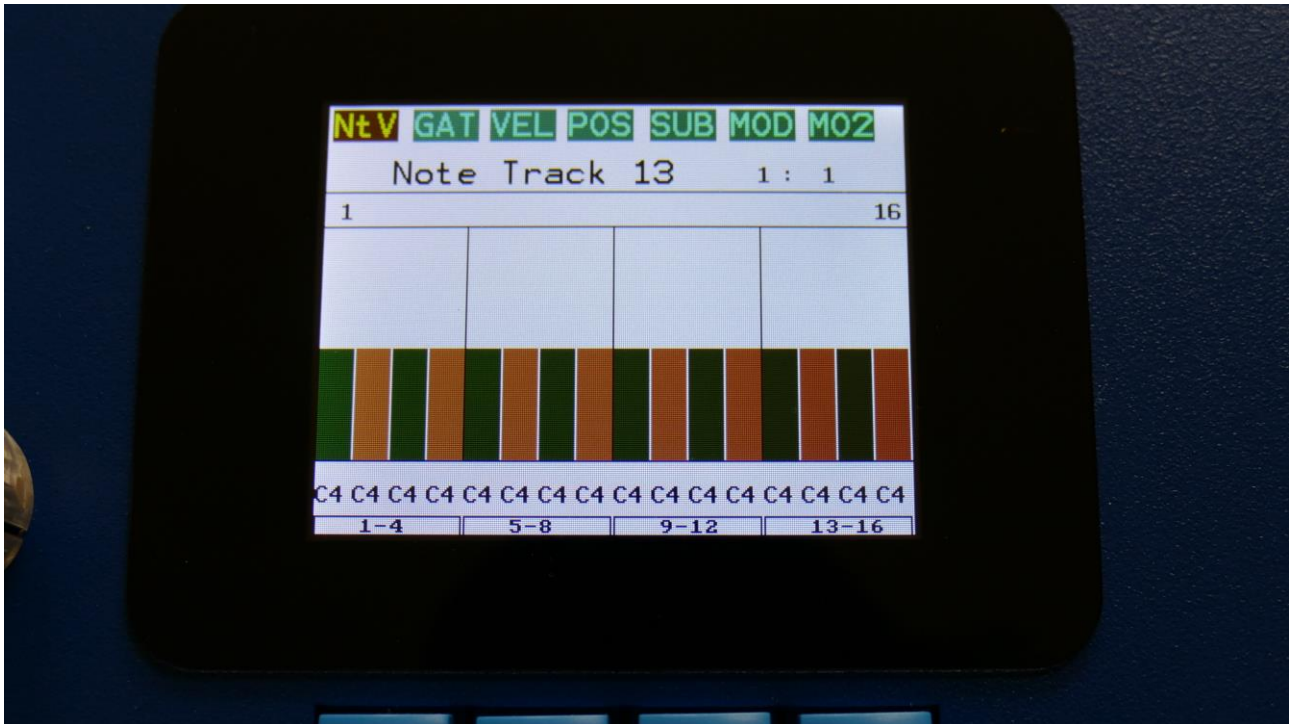 NtV GAT VEL POS SUB MOD MO2
Note Track 13 1: 1
1 16
C4 C4 C4 C4 C4 C4 C4 C4 C4 C4 C4 C4 C4 C4 C4 C4
1-4 5-8 9-12 13-16